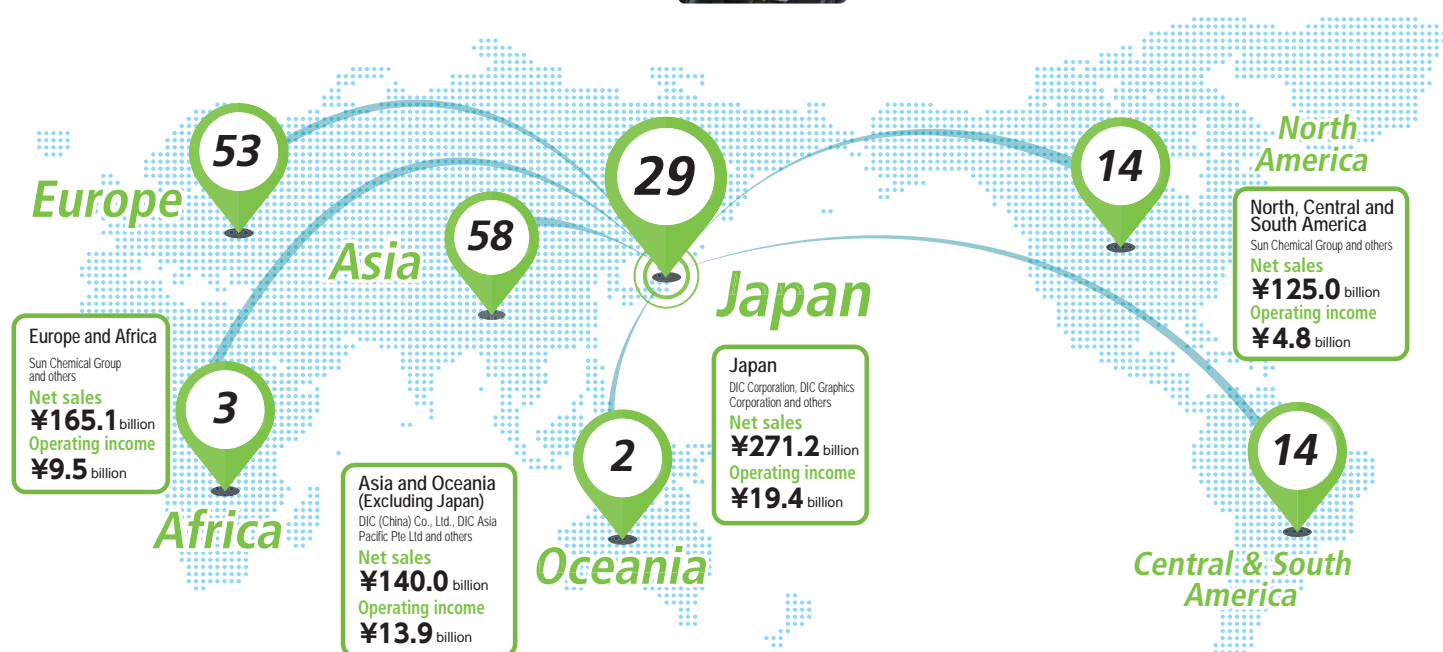 53
Europe
58
Asia
29
Japan
14
North
America
North, Central and
South America
Sun Chemical Group and others
Net sales
¥125.0 billion
Operating income
¥4.8 billion
Europe and Africa
Sun Chemical Group
and others
Net sales
¥165.1 billion
Operating income
¥9.5 billion
3
Africa
Asia and Oceania
(Excluding Japan)
DIC (China) Co., Ltd., DIC Asia
Pacific Pte Ltd and others
Net sales
¥140.0 billion
Operating income
¥13.9 billion
2
Oceania
Japan
DIC Corporation, DIC Graphics
Corporation and others
Net sales
¥271.2 billion
Operating income
¥19.4 billion
14
Central & South
America